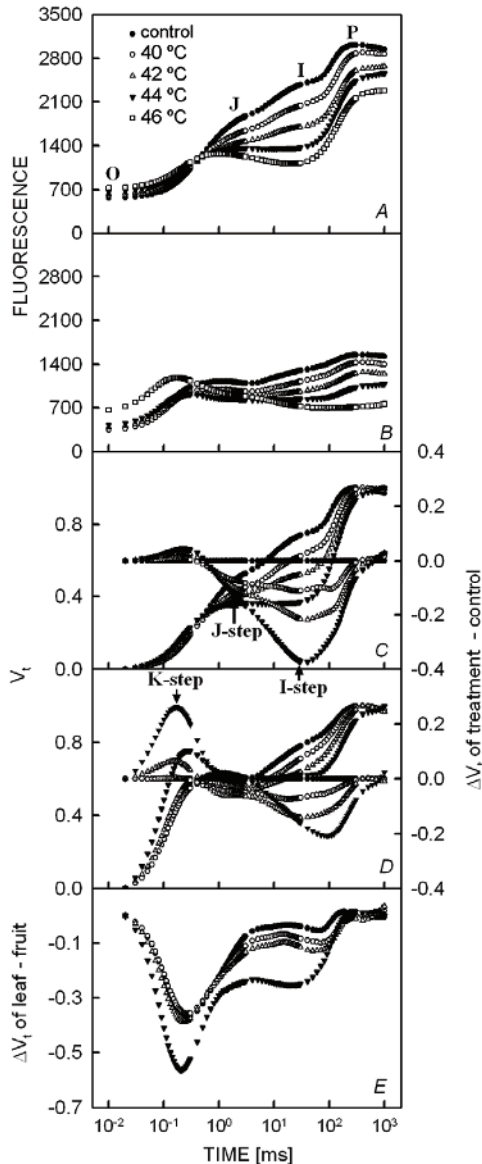 3500
2800
2100
1400
700
0
control
40 ºC
42 ºC
44 ºC
46 ºC
O
J
I
P
A
FLUORESCENCE
2800
2100
1400
700
0
B
0.8
0.4
0.0
0.4
0.2
0.0
-0.2
-0.4
J-step
I-step
C
Vt
ΔVt of treatment - control
K-step
0.8
0.4
0.0
0.2
0.0
-0.2
-0.4
D
ΔVt of leaf - fruit
-0.1
-0.3
-0.5
-0.7
E
10-2 10-1 100 101 102 103
TIME [ms]